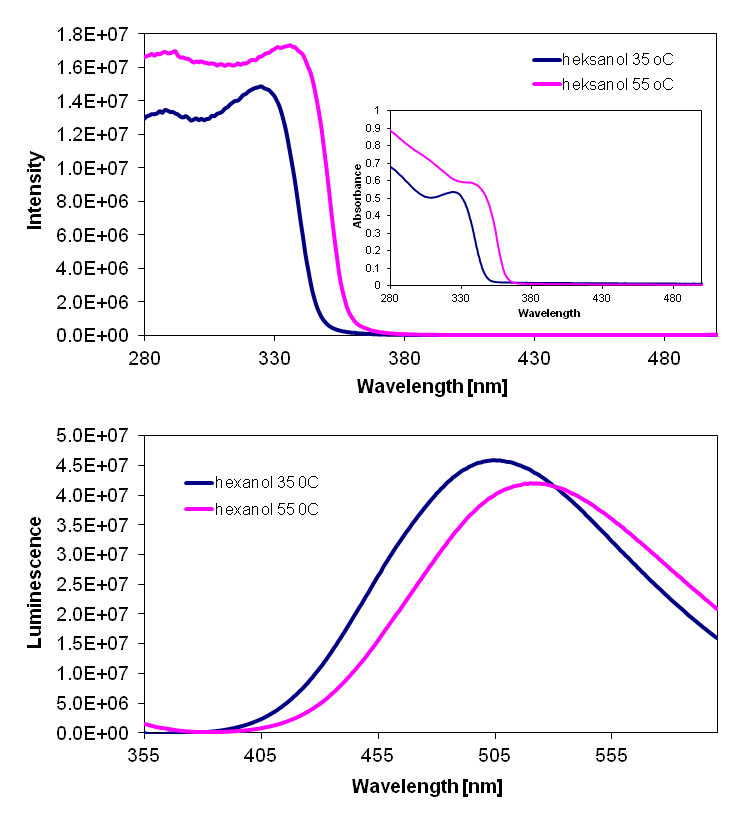 1.8E+07
1.6E+07
1.4E+07
1.2E+07
1.0E+07
8.0E+06
6.0E+06
4.0E+06
2.0E+06
0.0E+00
Intensity
280 330 380 430 480
Wavelength [nm]
heksanol 35 oC
heksanol 55 oC
1
0.9
0.8
0.7
0.6
0.5
0.4
0.3
0.2
0.1
0
Absorbance
280 330 380 430 480
Wavelength
5.0E+07
4.5E+07
4.0E+07
3.5E+07
3.0E+07
2.5E+07
2.0E+07
1.5E+07
1.0E+07
5.0E+06
0.0E+00
Luminescence
hexanol 35 0C
hexanol 55 0C
355 405 455 505 555
Wavelength [nm]